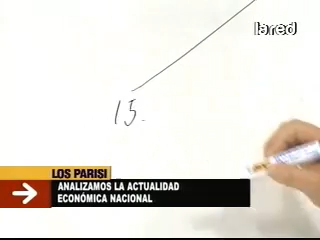 lared
15.
LOS PARISI
ANALIZAMOS LA ACTUALIDAD
ECONÓMICA NACIONAL